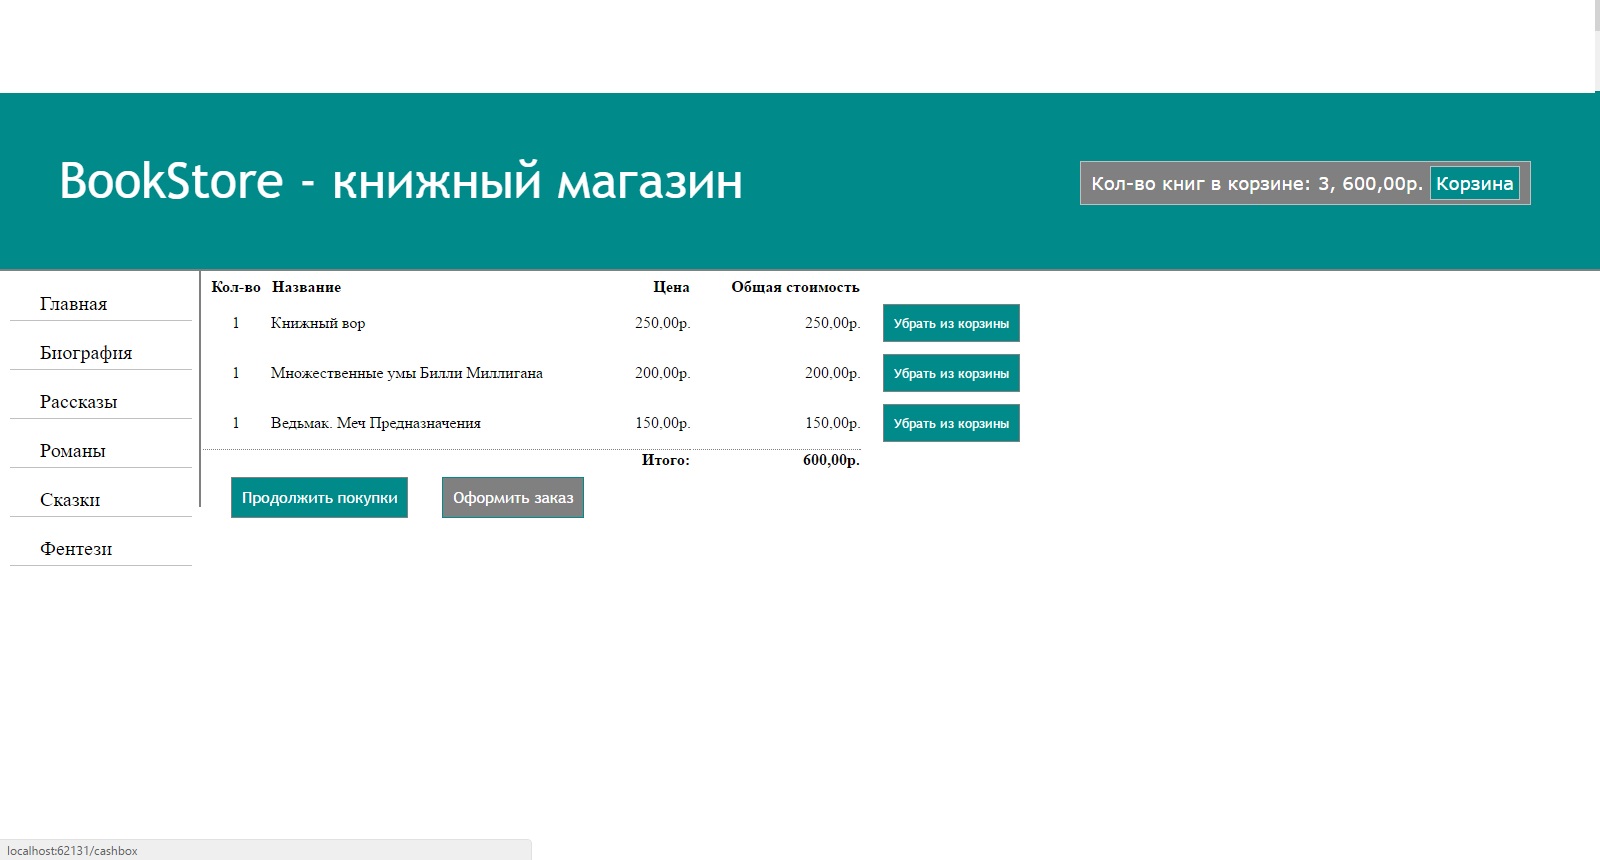 BookStore - книжный магазин
Кол-во книг в корзине: 3, 600,00р. Корзина
Главная
Биография
Рассказы
Романы
Сказки
Фентези
Кол-во Название Цена Общая стоимость
1 Книжный вор 250,00р. 250,00р. Убрать из корзины
1 Множественные умы Билли Миллигана 200,00р. 200,00р. Убрать из корзины
1 Ведьмак. Меч Предназначения 150,00р. 150,00р. Убрать из корзины
Итого: 600,00р.
Продолжить покупки Оформить заказ
localhost:62131/cashbox